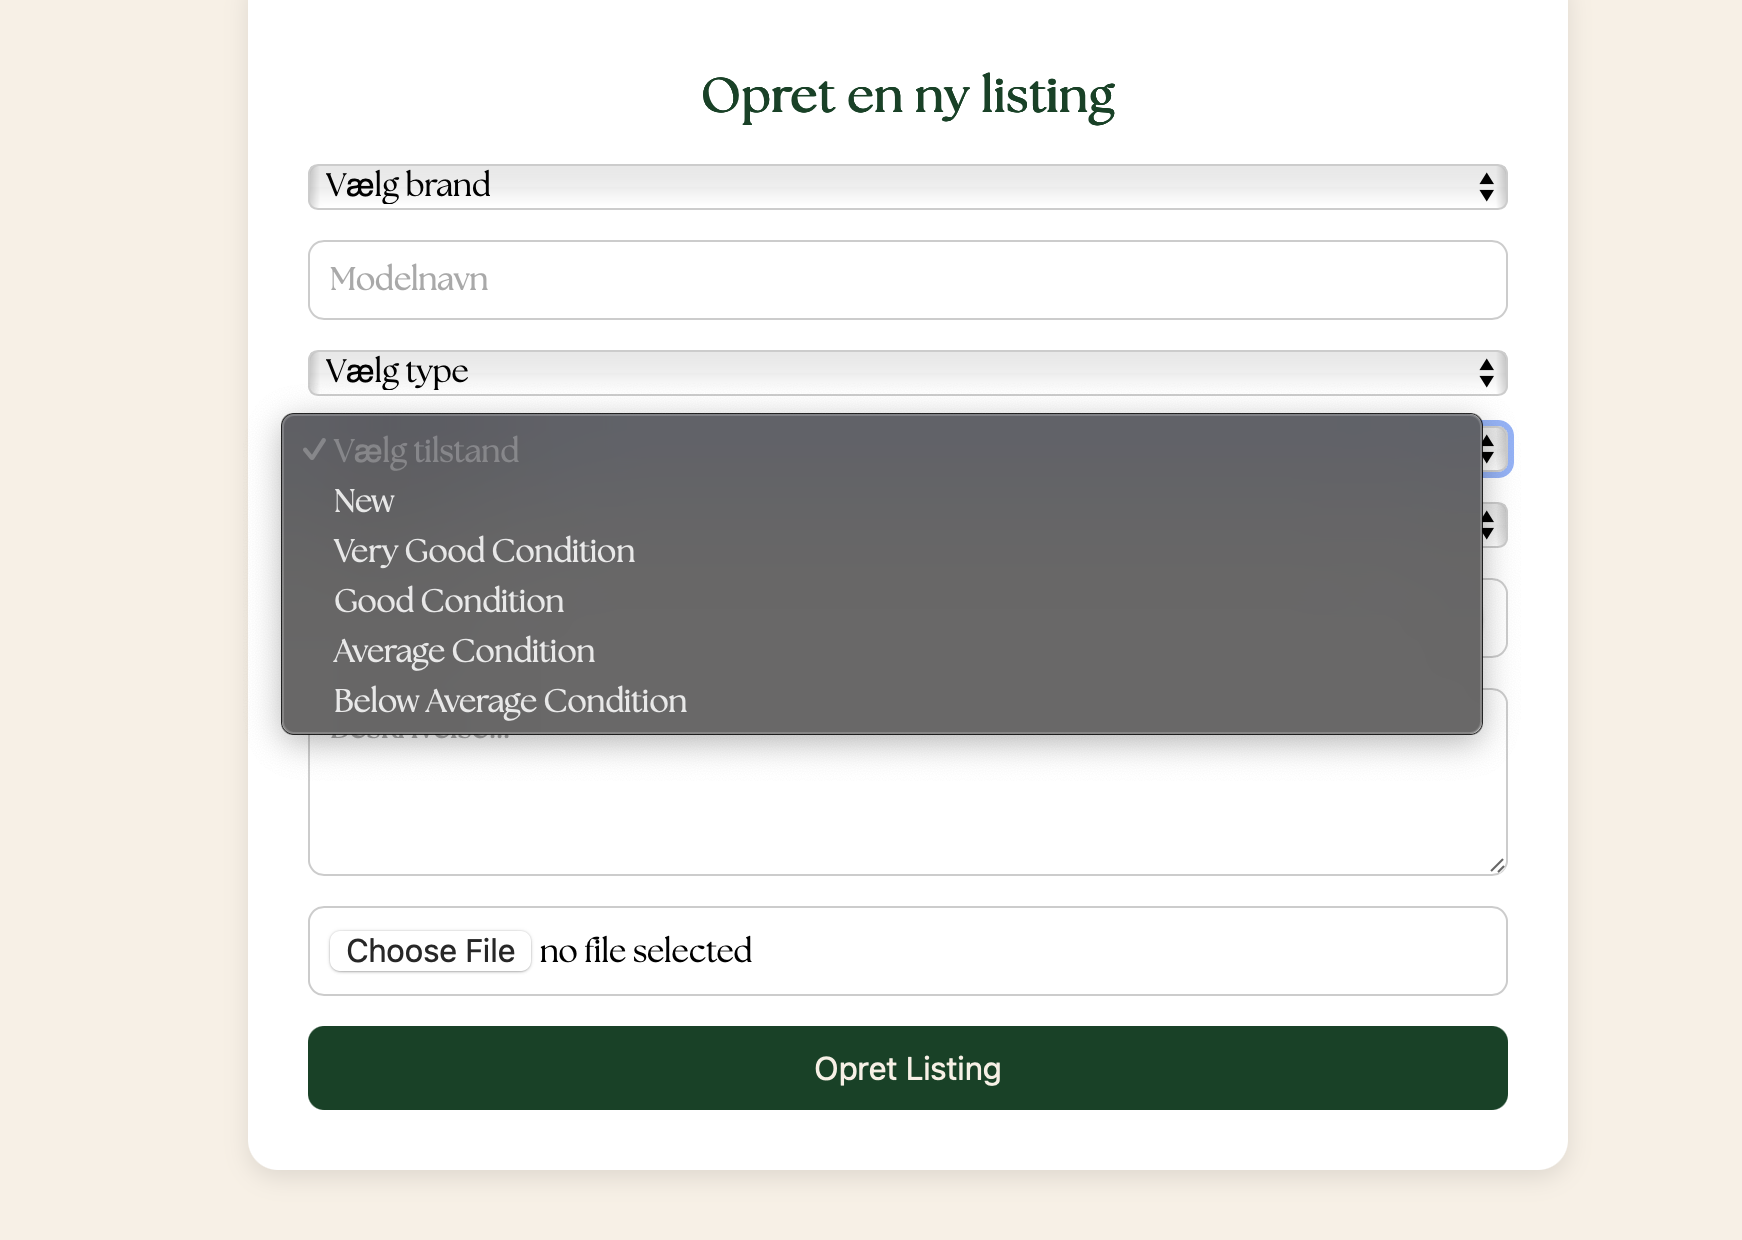 Opret en ny listing
Vælg brand
Modelnavn
Vælg type
Vælg tilstand
New
Very Good Condition
Good Condition
Average Condition
Below Average Condition
Choose File no file selected
Opret Listing